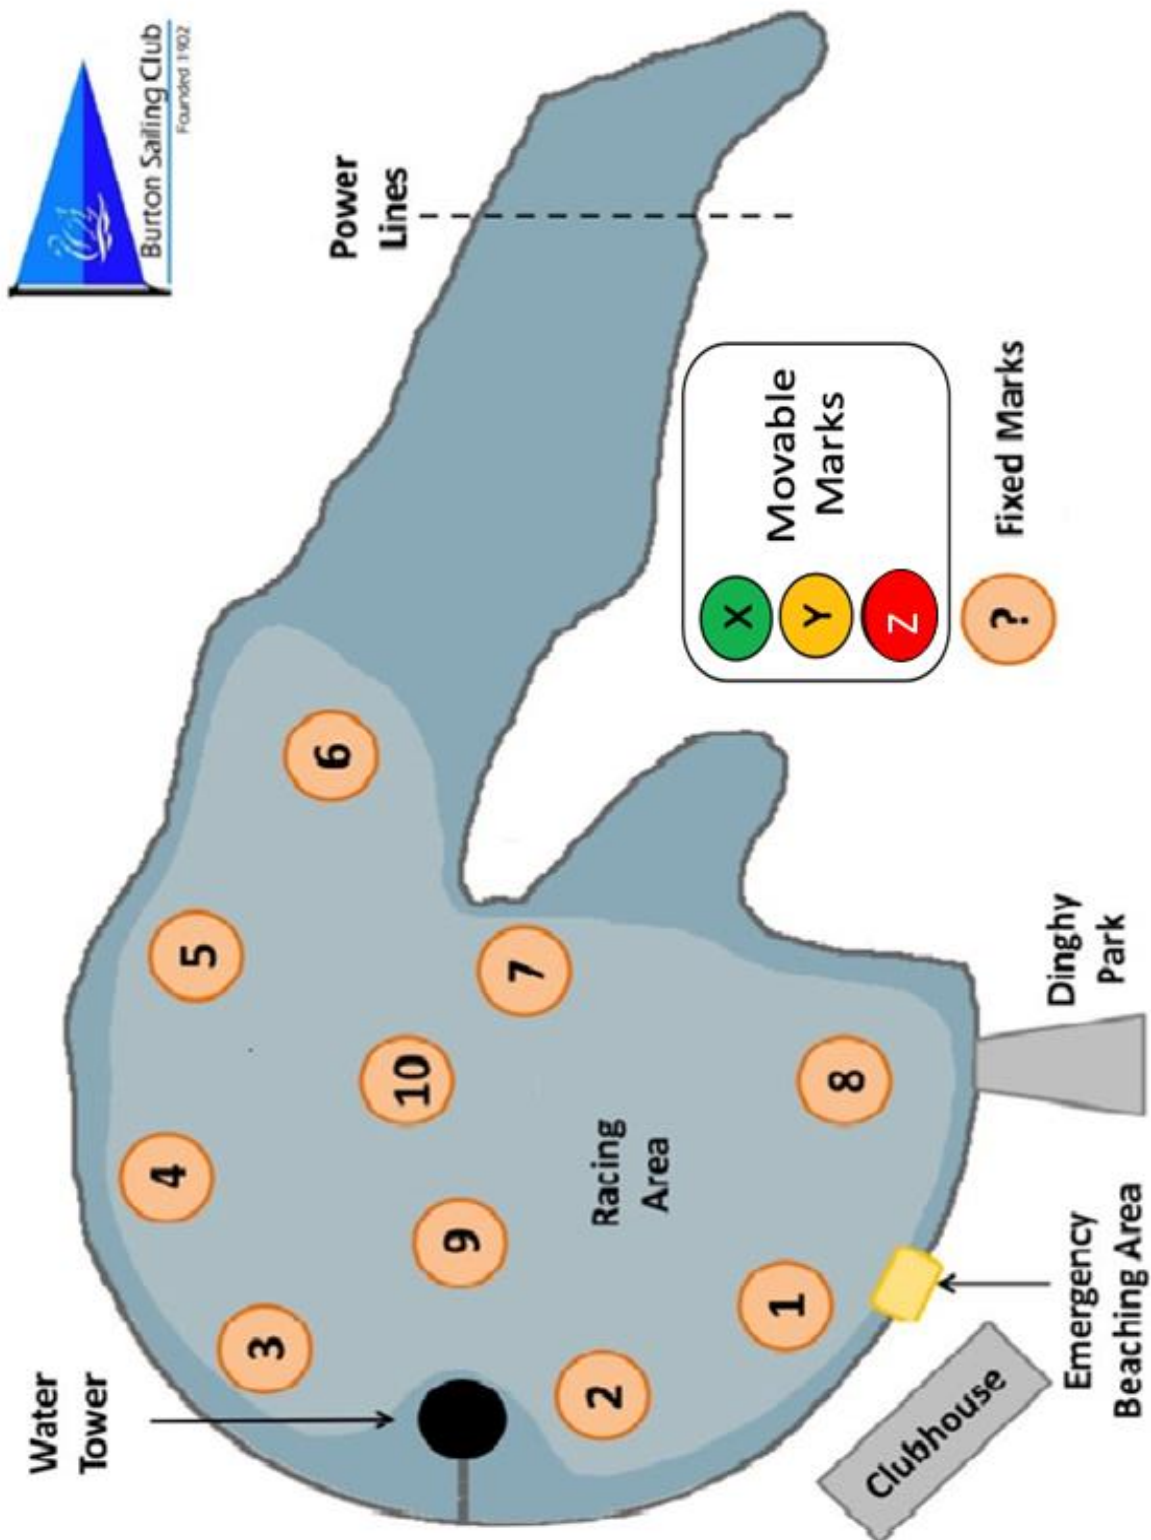 Burton Sailing Club
Founded 1902
Power
Lines
Movable
Marks
X
Y
Z
?
Fixed Marks
6
5
7
10
4
8
9
3
1
2
Racing
Area
Water
Tower
Dinghy
Park
Emergency
Beaching Area
Clubhouse